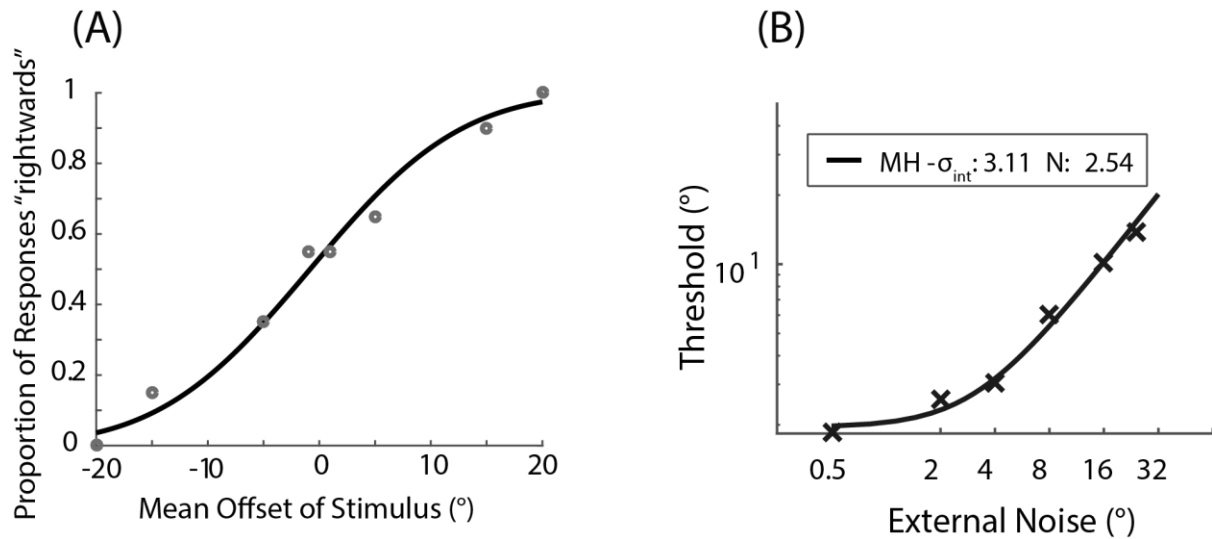 (A)
Proportion of Responses "rightwards"
1
0.8
0.6
0.4
0.2
0
-20
-10
0
10
20
Mean Offset of Stimulus (°)
(B)
MH -σint: 3.11 N: 2.54
Threshold (°)
10¹
0.5
2
4
8
16
32
External Noise (°)